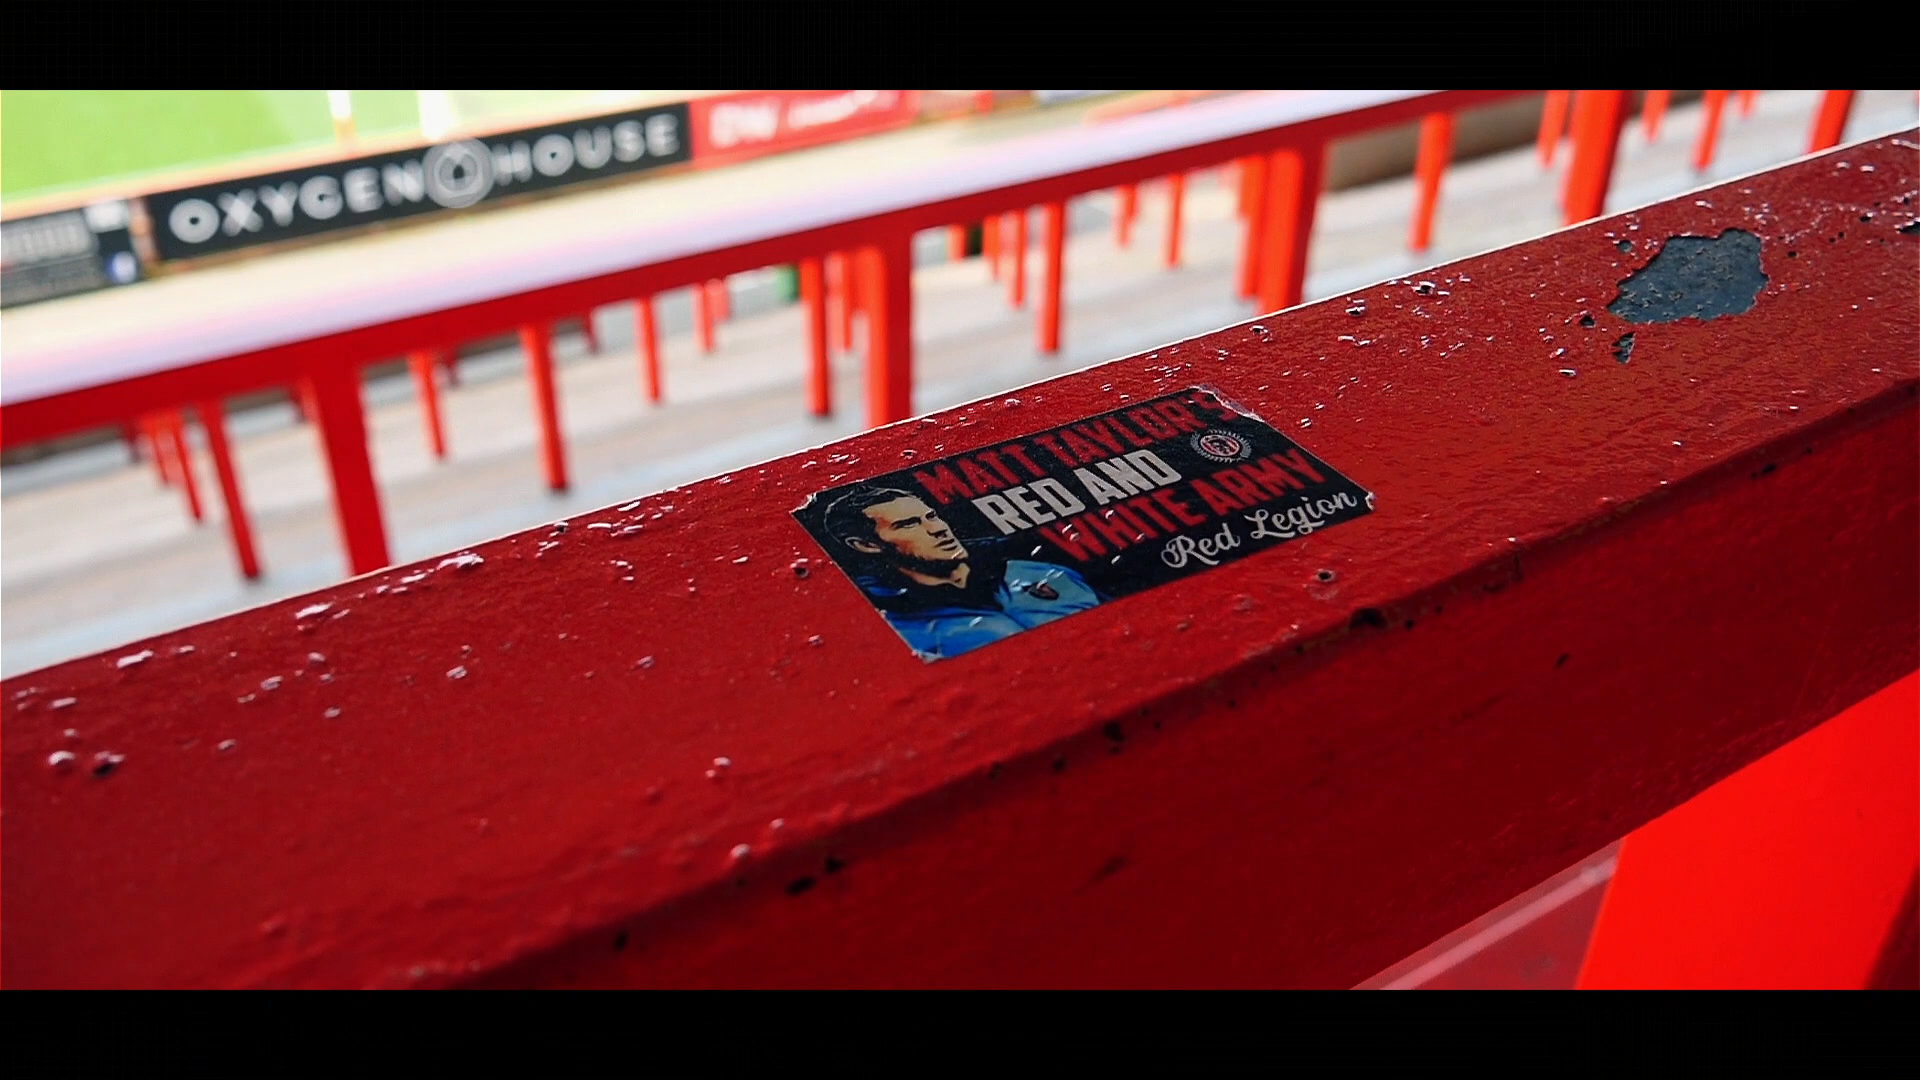 OXYGEN HOUSE
MATT TAYLOR'S
RED AND
WHITE ARMY
Red Legion